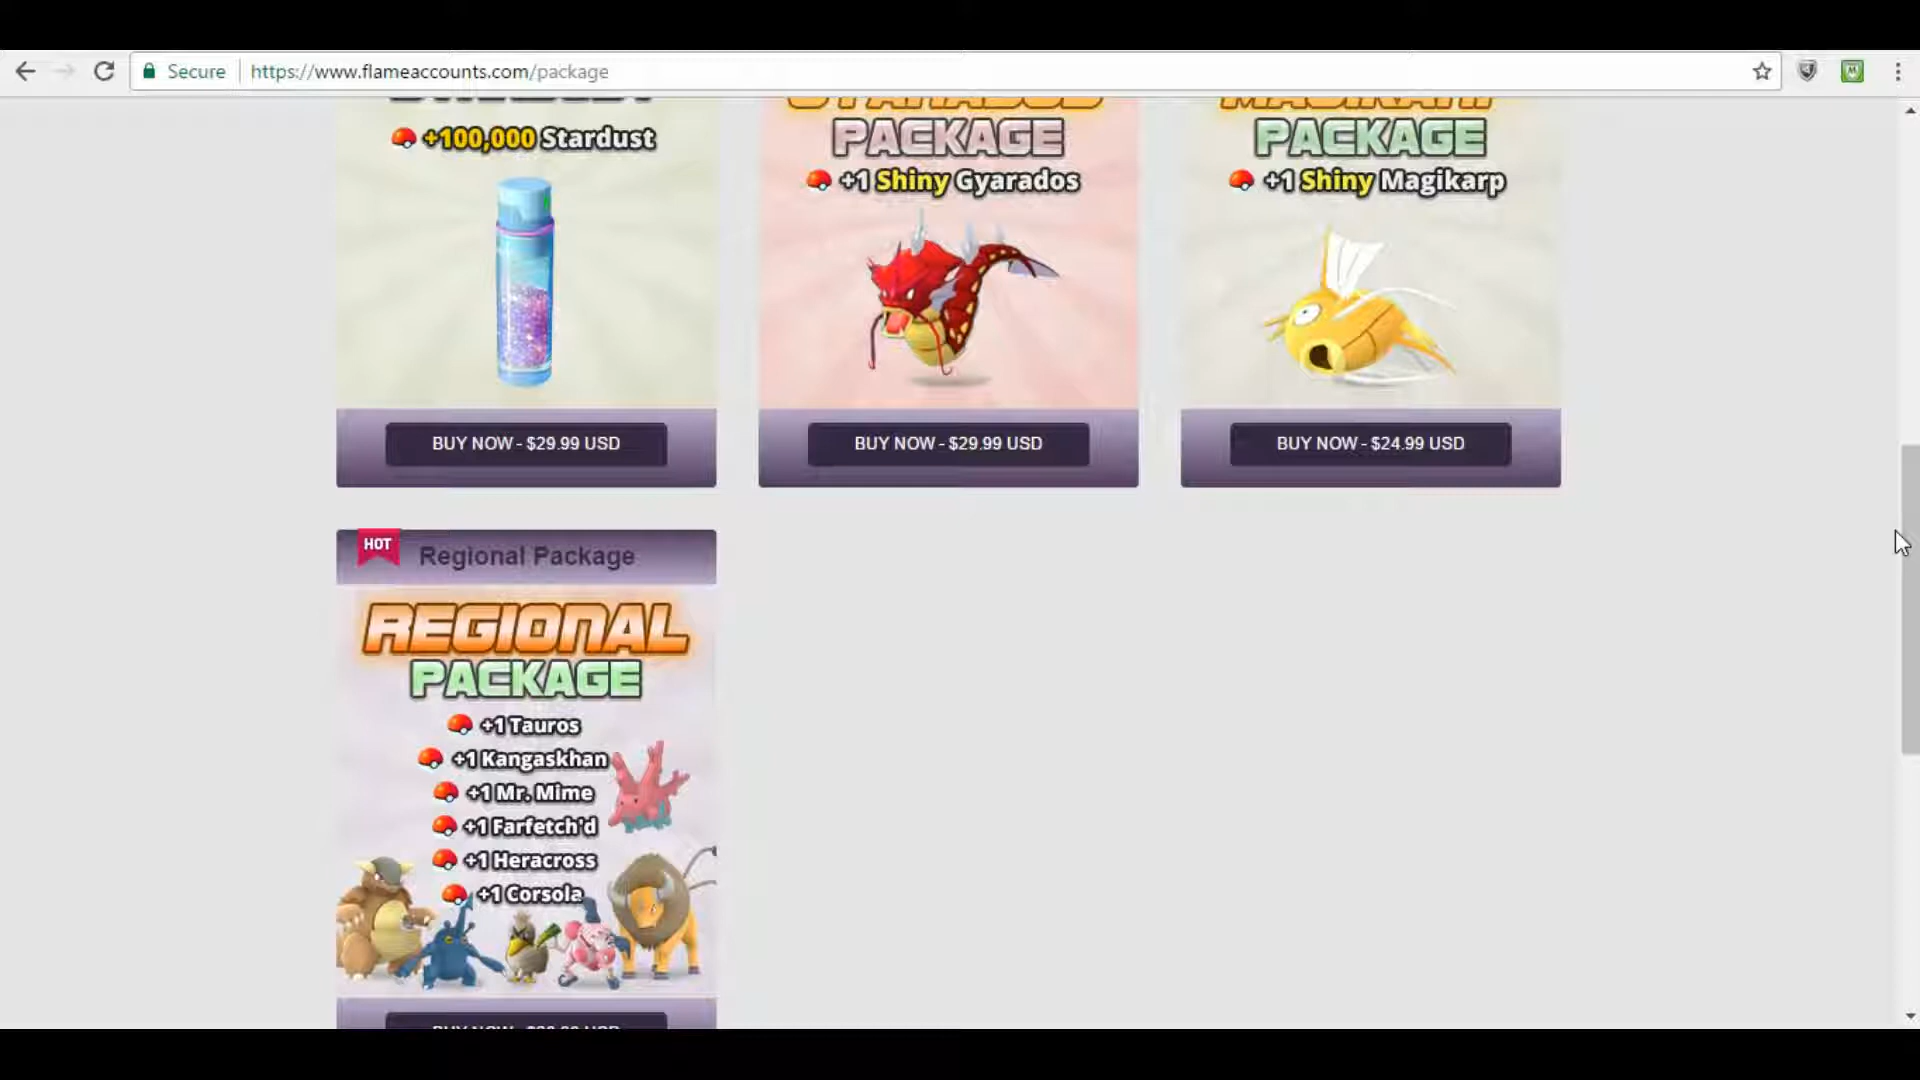 Secure
https://www.flameaccounts.com/package
+100,000 Stardust
PACKAGE
+1 Shiny Gyarados
PACKAGE
+1 Shiny Magikarp
BUY NOW - $29.99 USD
BUY NOW - $29.99 USD
BUY NOW - $24.99 USD
HOT
Regional Package
REGIONAL
PACKAGE
+1 Tauros
+1 Kangaskhan
+1 Mr. Mime
+1 Farfetch'd
+1 Heracross
+1 Corsola